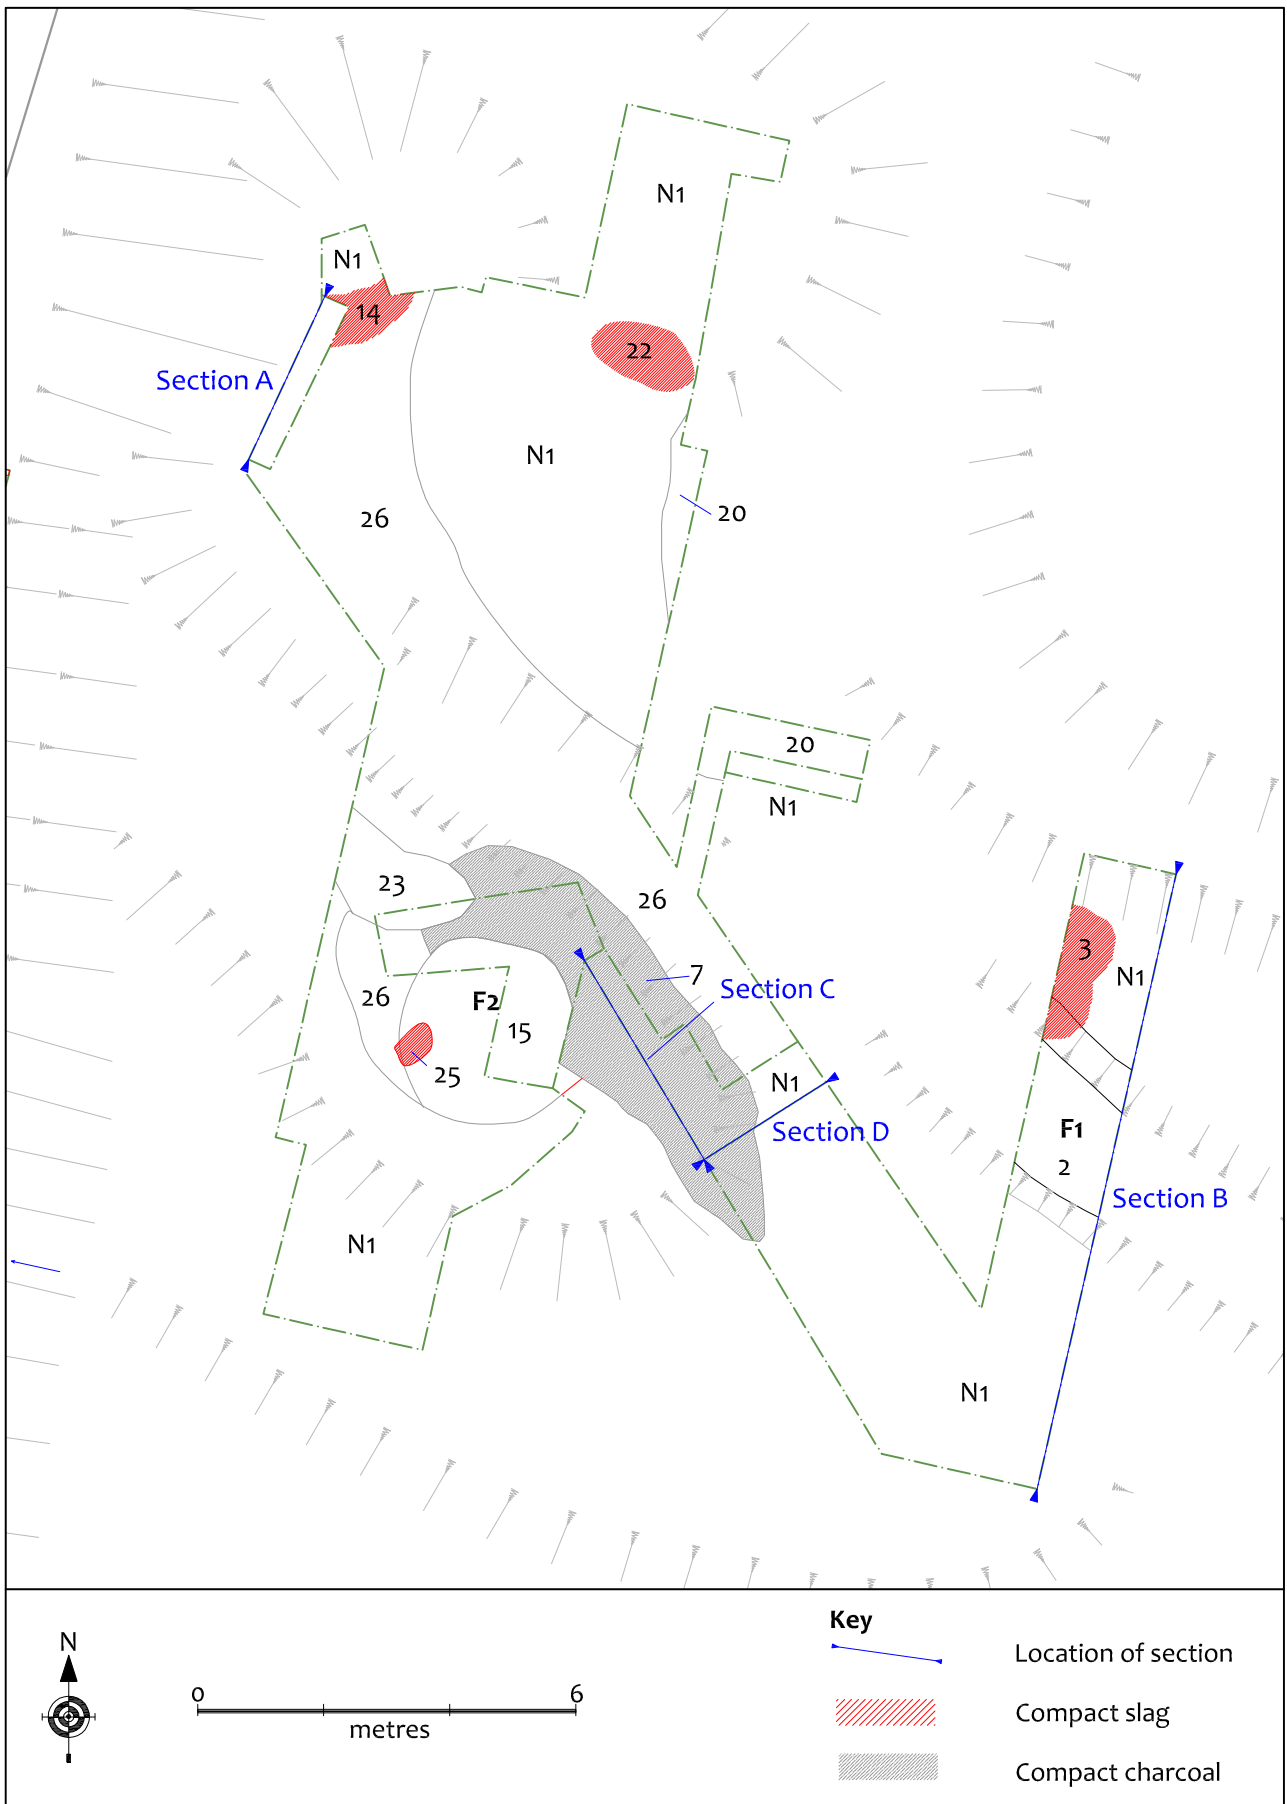 N1
N1
14
22
Section A
N1
20
26
20
N1
23
26
7
3
N1
26
F2
Section C
15
25
N1
Section D
F1
2
Section B
N1
N1
Key
N
Location of section
0
6
metres
Compact slag
Compact charcoal